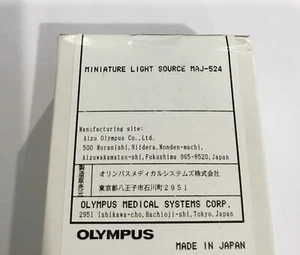 MINIATURE LIGHT SOURCE MAJ-524
Manufacturing site:
Aizu Olympus Co.,Ltd.
500 Muranishi,Niidera,Monden-machi,
Aizuwakamatsu-shi,Fukushima 965-8520,Japan
製造販売元
オリンパスメディカルシステムズ株式会社
東京都八王子市石川町2951
OLYMPUS MEDICAL SYSTEMS CORP.
2951 Ishikawa-cho,Hachioji-shi,Tokyo,Japan
OLYMPUS
MADE IN JAPAN